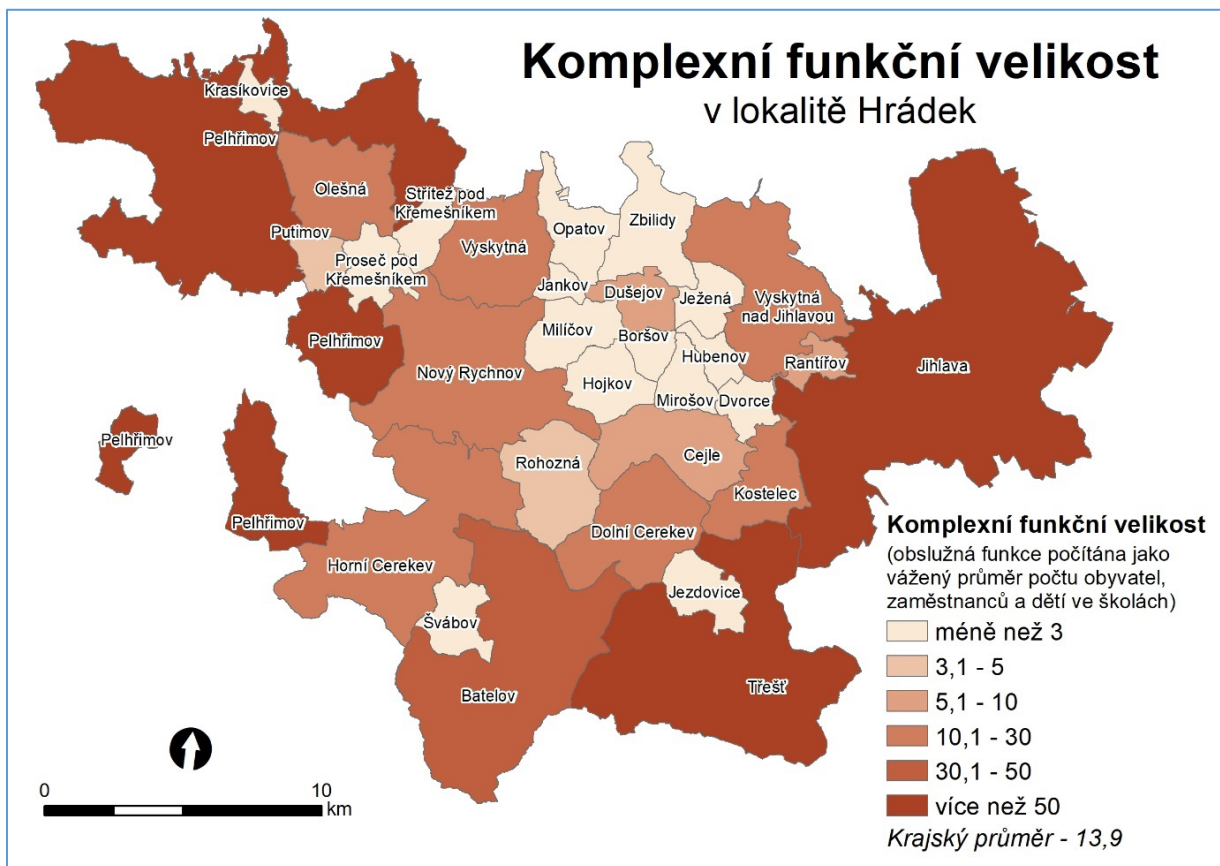 Komplexní funkční velikost
v lokalitě Hrádek
Krasíkovice
Pelhřimov
Olešná
Střítež pod
Křemešníkem
Putimov
Proseč pod
Křemešníkem
Vyskytná
Opatov
Zbilidy
Jankov
Dušejov
Ježená
Vyskytná
nad Jihlavou
Milíčov
Boršov
Hubenov
Rantířov
Jihlava
Pelhřimov
Nový Rychnov
Hojkov
Mirošov
Dvorce
Pelhřimov
Rohozná
Cejle
Kostelec
Pelhřimov
Dolní Cerekev
Horní Cerekev
Jezdovice
Švábov
Batelov
Třešť
Komplexní funkční velikost
(obslužná funkce počítána jako
vážený průměr počtu obyvatel,
zaměstnanců a dětí ve školách)
méně než 3
3,1 - 5
5,1 - 10
10,1 - 30
30,1 - 50
více než 50
Krajský průměr - 13,9
0 10
km